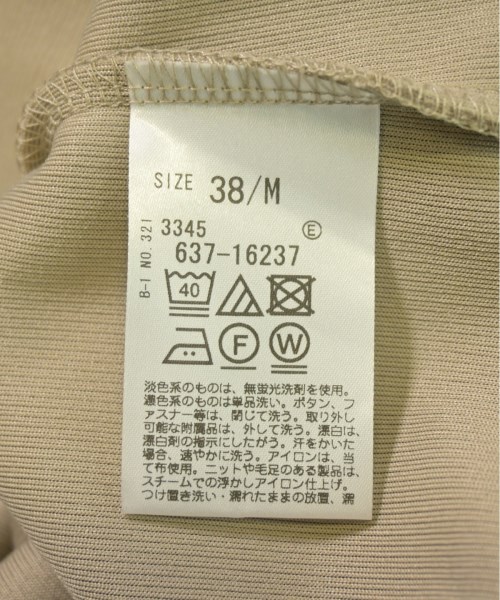 SIZE 38/M
B-I NO.321
3345 Ⓔ
637-16237
40
F W
淡色系のものは、無蛍光洗剤を使用。
濃色系のものは単品洗い。ボタン、フ
ァスナー等は、閉じて洗う。取り外し
可能な附属品は、外して洗う。漂白は、
漂白剤の指示にしたがう。汗をかいた
場合、速やかに洗う。アイロンは、当
て布使用。ニットや毛足のある製品は、
スチームでの浮かしアイロン仕上げ。
つけ置き洗い・濡れたままの放置、濡